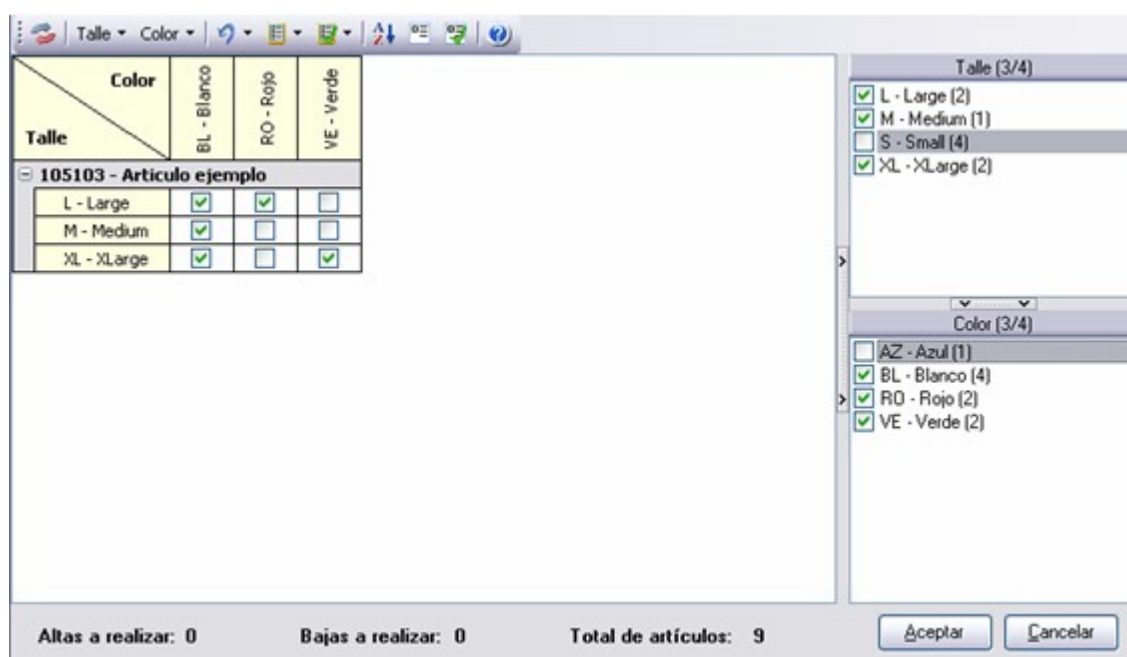 Talle Color
Color
Talle
BL - Blanco
RO - Rojo
VE - Verde
105103 - Articulo ejemplo
L - Large
M - Medium
XL - XLarge
Talle (3/4)
L - Large (2)
M - Medium (1)
S - Small (4)
XL - XLarge (2)
Color (3/4)
AZ - Azul (1)
BL - Blanco (4)
RO - Rojo (2)
VE - Verde (2)
Altas a realizar: 0 Bajas a realizar: 0 Total de artículos: 9 Aceptar Cancelar